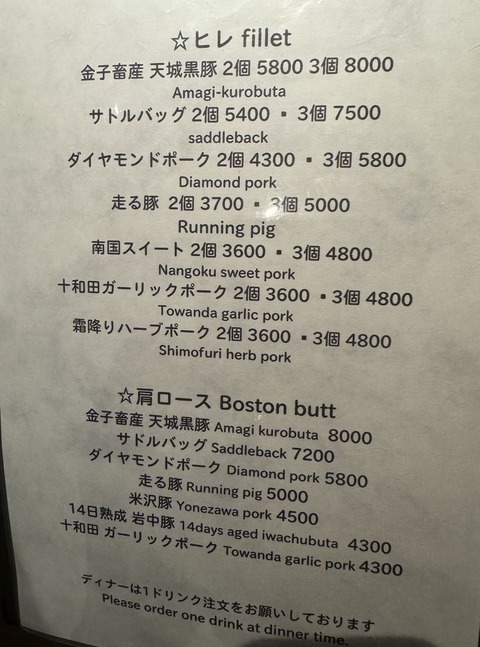 ☆ヒレ fillet
金子畜産 天城黒豚 2個 5800 3個 8000
Amagi-kurobuta
サドルバッグ 2個 5400 ▪ 3個 7500
saddleback
ダイヤモンドポーク 2個 4300 ▪ 3個 5800
Diamond pork
走る豚 2個 3700 ▪ 3個 5000
Running pig
南国スイート 2個 3600 ▪ 3個 4800
Nangoku sweet pork
十和田ガーリックポーク 2個 3600 ▪3個 4800
Towanda garlic pork
霜降りハーブポーク 2個 3600 ▪3個 4800
Shimofuri herb pork
☆肩ロース Boston butt
金子畜産 天城黒豚 Amagi kurobuta 8000
サドルバッグ Saddleback 7200
ダイヤモンドポーク Diamond pork 5800
走る豚 Running pig 5000
米沢豚 Yonezawa pork 4500
14日熟成 岩中豚 14days aged iwachubuta 4300
十和田 ガーリックポーク Towanda garlic pork 4300
ディナーは1ドリンク注文をお願いしております
Please order one drink at dinner time.